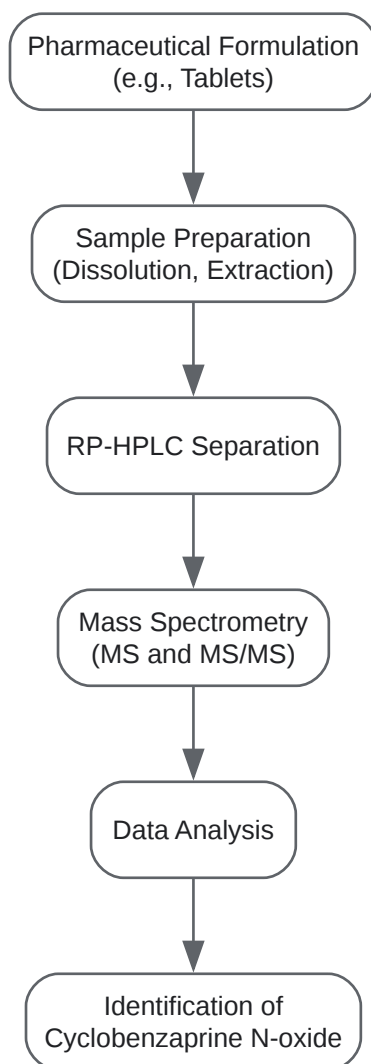 Pharmaceutical Formulation
(e.g., Tablets)
Sample Preparation
(Dissolution, Extraction)
RP-HPLC Separation
Mass Spectrometry
(MS and MS/MS)
Data Analysis
Identification of
Cyclobenzaprine N-oxide